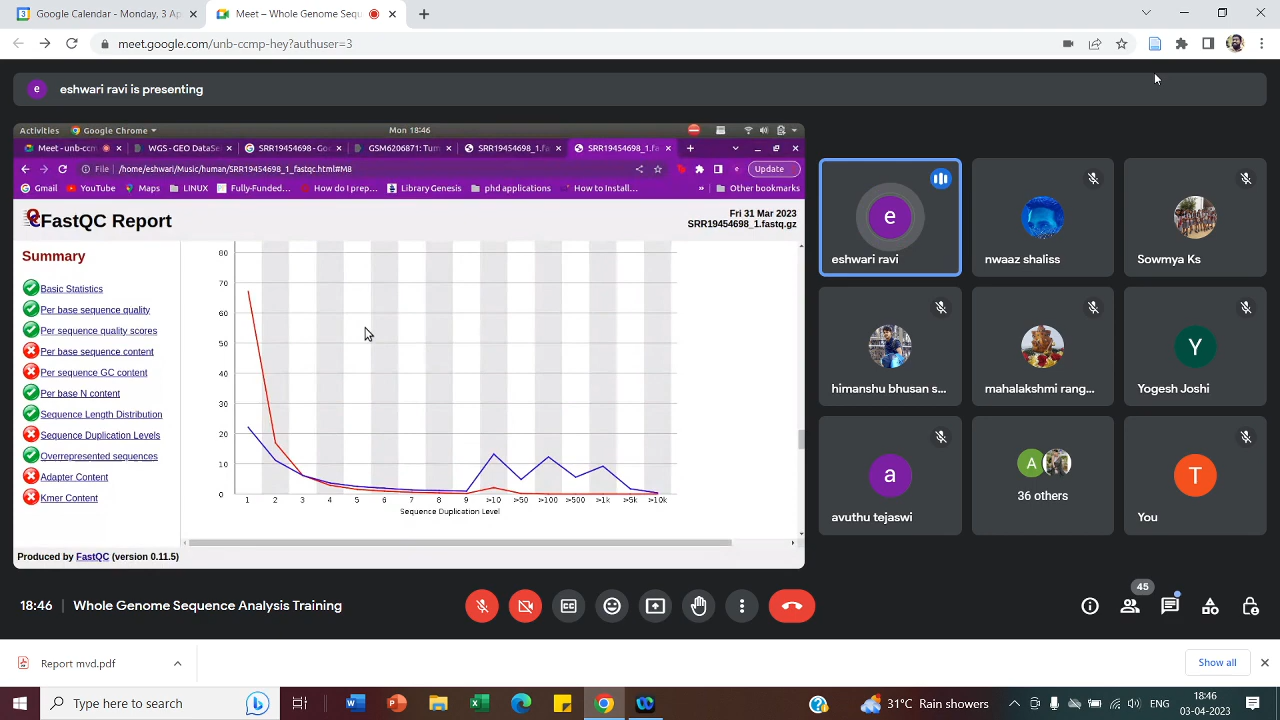 Google Calendar - Monday, 3 Ap
Meet – Whole Genome Sequ
meet.google.com/unb-ccmp-hey?authuser=3
e
eshwari ravi is presenting
Activities
Google Chrome
Mon 18:46
Meet - unb-ccm
WGS - GEO DataSe
SRR19454698 - Go
GSM6206871: Tum
SRR19454698_1.fa
SRR19454698_1.fa
File
/home/eshwari/Music/human/SRR19454698_1_fastqc.html#M8
Update
Gmail
YouTube
Maps
LINUX
Fully-Funded...
How do I prep...
Library Genesis
phd applications
How to Install...
»
Other bookmarks
FastQC Report
Fri 31 Mar 2023
SRR19454698_1.fastq.gz
Summary
Basic Statistics
Per base sequence quality
Per sequence quality scores
Per base sequence content
Per sequence GC content
Per base N content
Sequence Length Distribution
Sequence Duplication Levels
Overrepresented sequences
Adapter Content
Kmer Content
80
70
60
50
40
30
20
10
0
1 2 3 4 5 6 7 8 9 >10 >50 >100 >500 >1k >5k >10k
Sequence Duplication Level
Produced by FastQC (version 0.11.5)
e
eshwari ravi
nwaaz shaliss
Sowmya Ks
himanshu bhusan s...
mahalakshmi rang...
Y
Yogesh Joshi
a
avuthu tejaswi
A
36 others
T
You
18:46 | Whole Genome Sequence Analysis Training
45
Report mvd.pdf
Show all
Type here to search
31°C Rain showers
ENG
18:46
03-04-2023